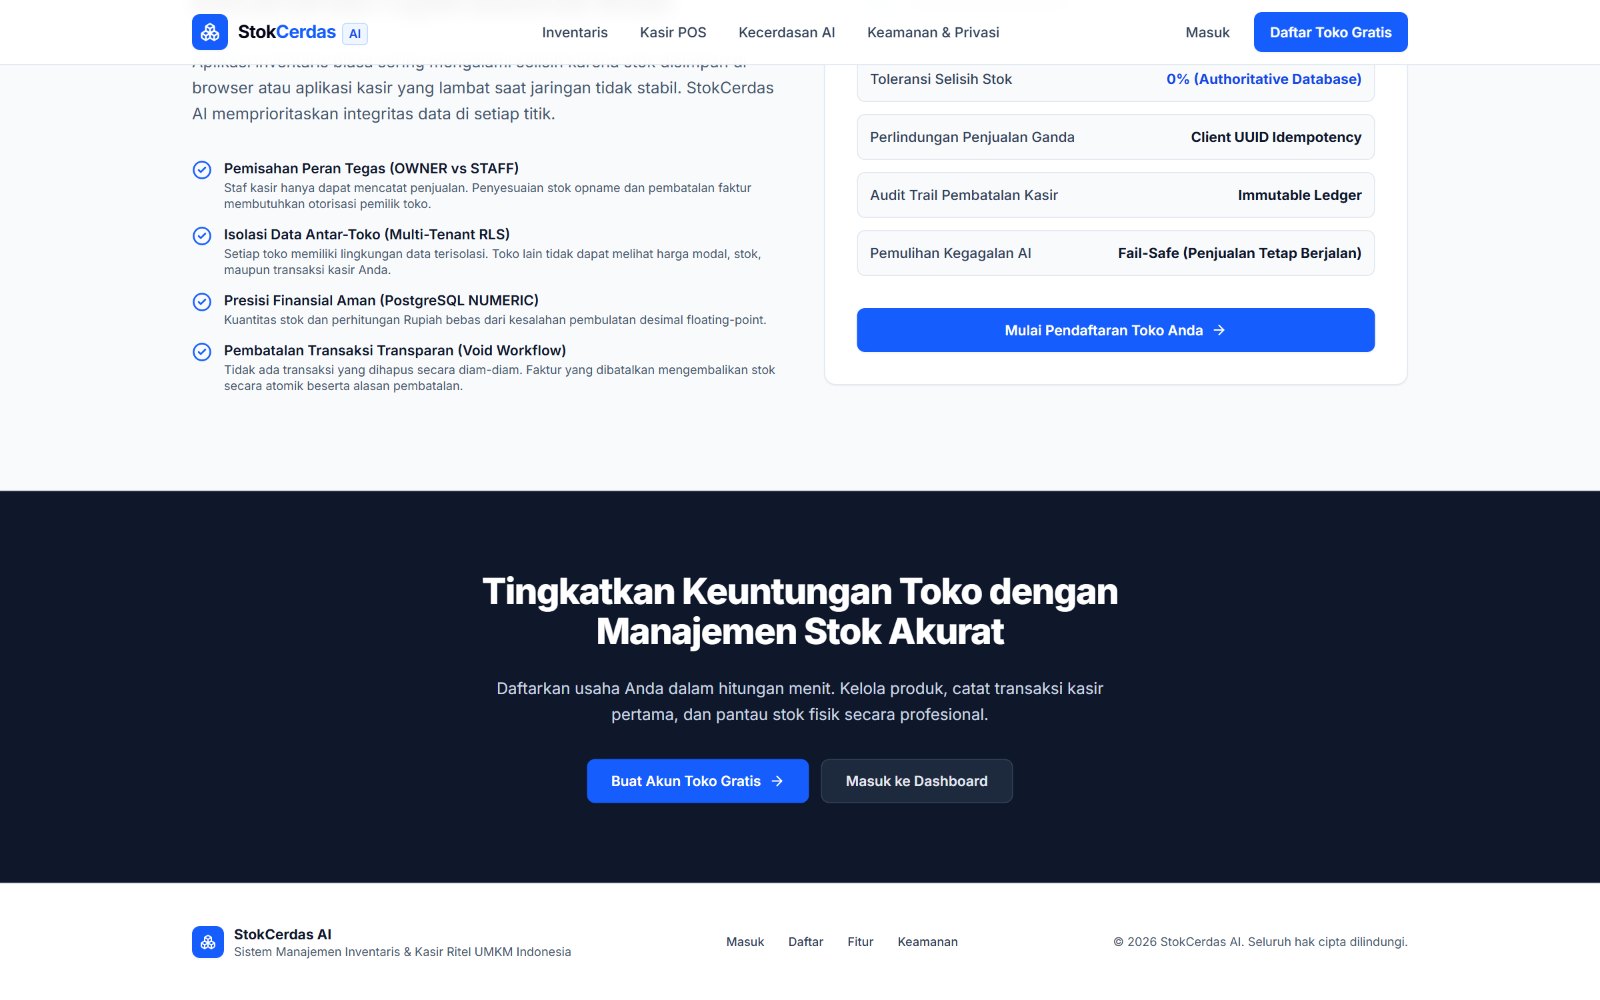 StokCerdas AI
Inventaris
Kasir POS
Kecerdasan AI
Keamanan & Privasi
Masuk
Daftar Toko Gratis
Aplikasi inventaris biasa sering mengalami selisih karena stok disimpan di
browser atau aplikasi kasir yang lambat saat jaringan tidak stabil. StokCerdas
AI memprioritaskan integritas data di setiap titik.
Pemisahan Peran Tegas (OWNER vs STAFF)
Staf kasir hanya dapat mencatat penjualan. Penyesuaian stok opname dan pembatalan faktur
membutuhkan otorisasi pemilik toko.
Isolasi Data Antar-Toko (Multi-Tenant RLS)
Setiap toko memiliki lingkungan data terisolasi. Toko lain tidak dapat melihat harga modal, stok,
maupun transaksi kasir Anda.
Presisi Finansial Aman (PostgreSQL NUMERIC)
Kuantitas stok dan perhitungan Rupiah bebas dari kesalahan pembulatan desimal floating-point.
Pembatalan Transaksi Transparan (Void Workflow)
Tidak ada transaksi yang dihapus secara diam-diam. Faktur yang dibatalkan mengembalikan stok
secara atomik beserta alasan pembatalan.
Toleransi Selisih Stok
0% (Authoritative Database)
Perlindungan Penjualan Ganda
Client UUID Idempotency
Audit Trail Pembatalan Kasir
Immutable Ledger
Pemulihan Kegagalan AI
Fail-Safe (Penjualan Tetap Berjalan)
Mulai Pendaftaran Toko Anda
Tingkatkan Keuntungan Toko dengan
Manajemen Stok Akurat
Daftarkan usaha Anda dalam hitungan menit. Kelola produk, catat transaksi kasir
pertama, dan pantau stok fisik secara profesional.
Buat Akun Toko Gratis
Masuk ke Dashboard
StokCerdas AI
Sistem Manajemen Inventaris & Kasir Ritel UMKM Indonesia
Masuk
Daftar
Fitur
Keamanan
© 2026 StokCerdas AI. Seluruh hak cipta dilindungi.